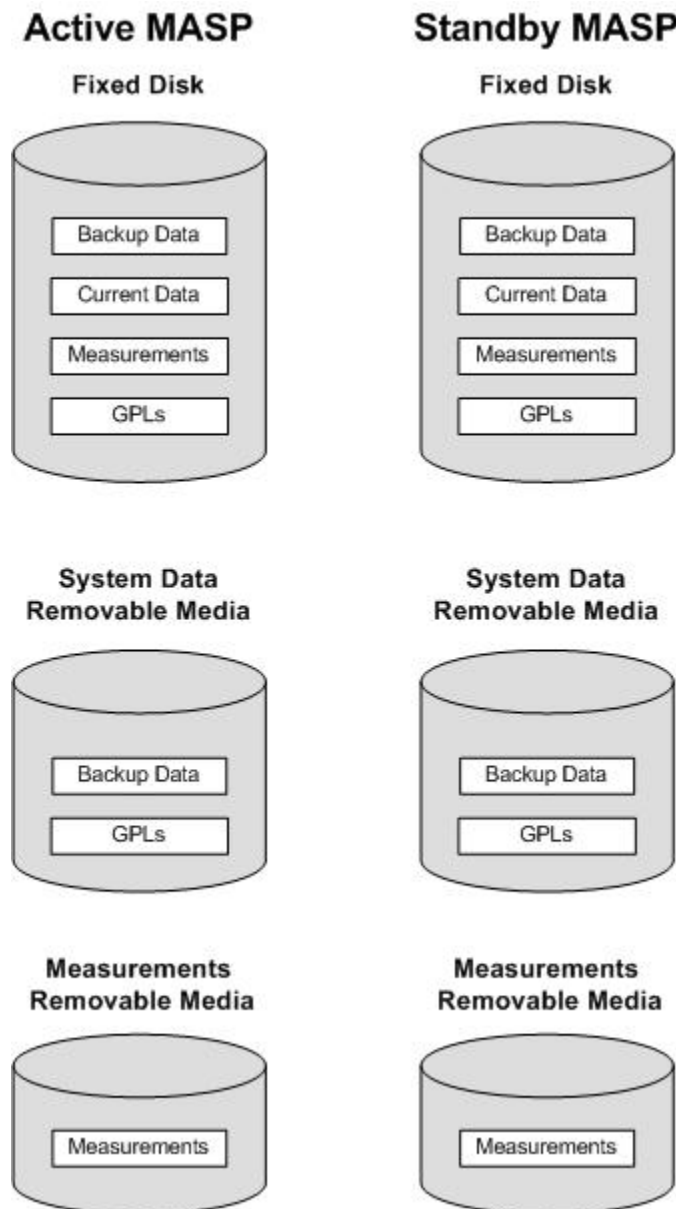 Active MASP
Standby MASP
Fixed Disk
Fixed Disk
Backup Data
Backup Data
Current Data
Current Data
Measurements
Measurements
GPLs
GPLs
System Data
Removable Media
System Data
Removable Media
Backup Data
Backup Data
GPLs
GPLs
Measurements
Removable Media
Measurements
Removable Media
Measurements
Measurements